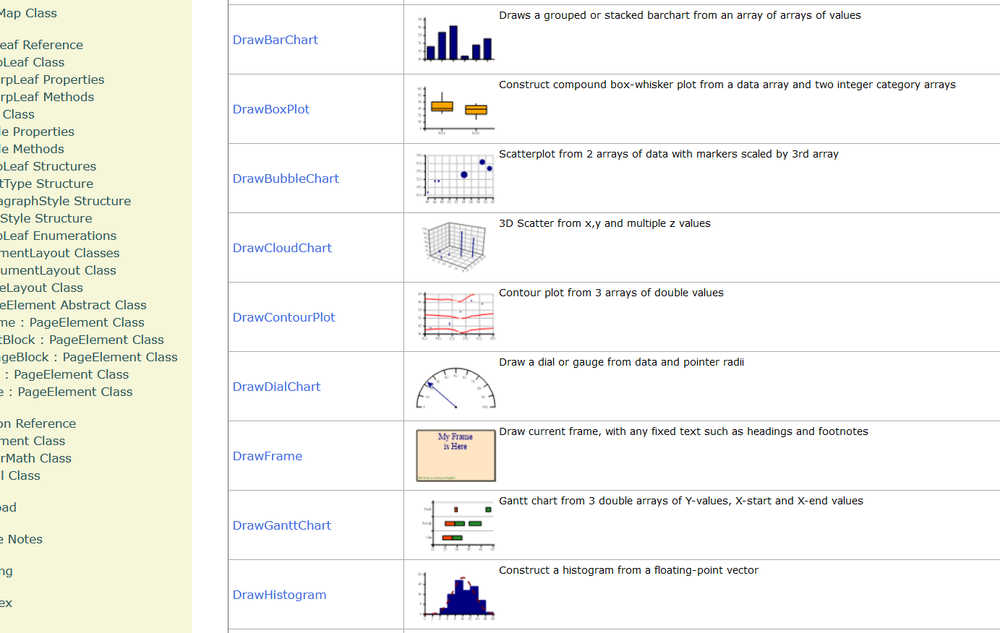 Map Class
eaf Reference
oLeaf Class
rpLeaf Properties
rpLeaf Methods
Class
le Properties
le Methods
oLeaf Structures
tType Structure
agraphStyle Structure
Style Structure
oLeaf Enumerations
mentLayout Classes
umentLayout Class
eLayout Class
eElement Abstract Class
me : PageElement Class
tBlock : PageElement Class
ageBlock : PageElement Class
: PageElement Class
e : PageElement Class
on Reference
ment Class
rMath Class
l Class
oad
e Notes
ng
ex
DrawBarChart
Draws a grouped or stacked barchart from an array of arrays of values
DrawBoxPlot
Construct compound box-whisker plot from a data array and two integer category arrays
DrawBubbleChart
Scatterplot from 2 arrays of data with markers scaled by 3rd array
DrawCloudChart
3D Scatter from x,y and multiple z values
DrawContourPlot
Contour plot from 3 arrays of double values
DrawDialChart
Draw a dial or gauge from data and pointer radii
DrawFrame
My Frame
is Here
Draw current frame, with any fixed text such as headings and footnotes
DrawGanttChart
Gantt chart from 3 double arrays of Y-values, X-start and X-end values
DrawHistogram
Construct a histogram from a floating-point vector